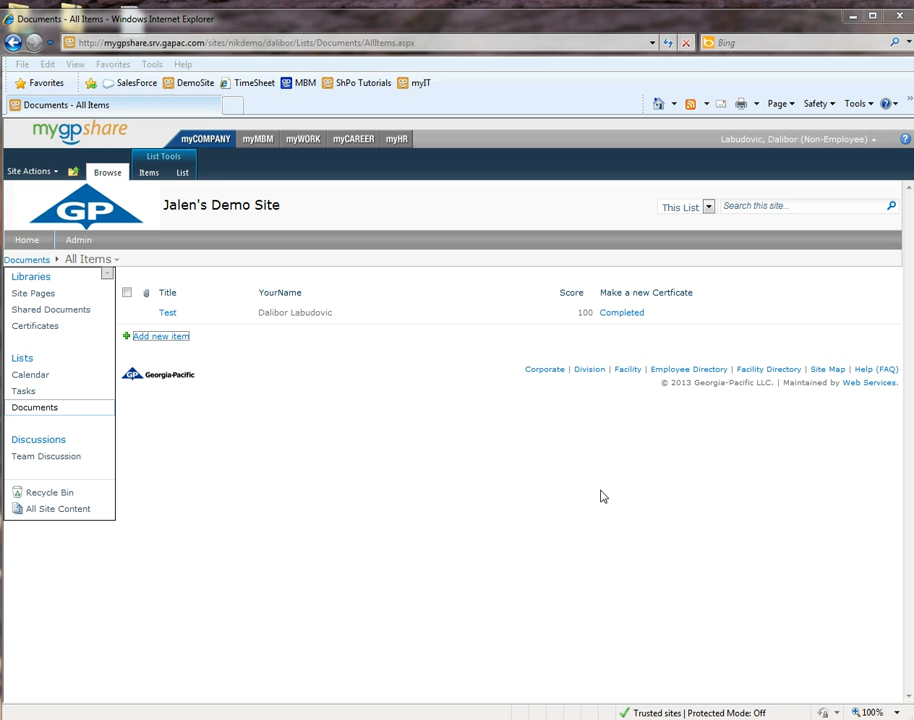 Documents - All Items - Windows Internet Explorer
http://mygpshare.srv.gapac.com/sites/nikdemo/dalibor/Lists/Documents/AllItems.aspx
Bing
File Edit View Favorites Tools Help
Favorites SalesForce DemoSite TimeSheet MBM ShPo Tutorials myIT
Documents - All Items
Page Safety Tools
mygpshare
myCOMPANY myMBM myWORK myCAREER myHR
Labudovic, Dalibor (Non-Employee)
List Tools
Site Actions Browse Items List
GP
Jalen's Demo Site
This List
Search this site...
Home Admin
Documents All Items
Libraries
Site Pages
Shared Documents
Certificates
Lists
Calendar
Tasks
Documents
Discussions
Team Discussion
Recycle Bin
All Site Content
Title YourName Score Make a new Certficate
Test Dalibor Labudovic 100 Completed
Add new item
GP Georgia-Pacific
Corporate | Division | Facility | Employee Directory | Facility Directory | Site Map | Help (FAQ)
© 2013 Georgia-Pacific LLC. | Maintained by Web Services.
Trusted sites | Protected Mode: Off
100%